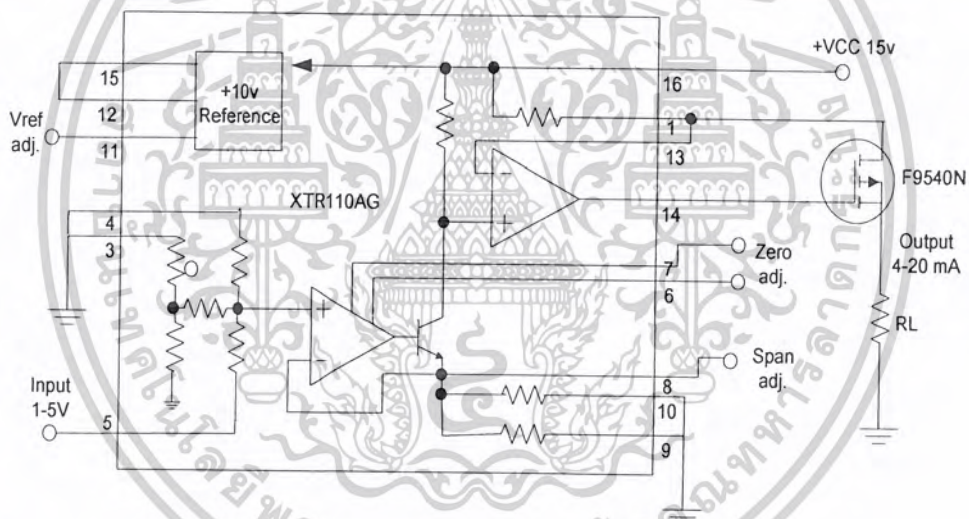 +VCC 15v
15
+10v
Reference
16
12
Vref
adj.
11
1
13
F9540N
XTR110AG
4
14
3
Output
4-20 mA
7
Zero
adj.
6
RL
Span
adj.
Input
1-5V
8
10
5
9